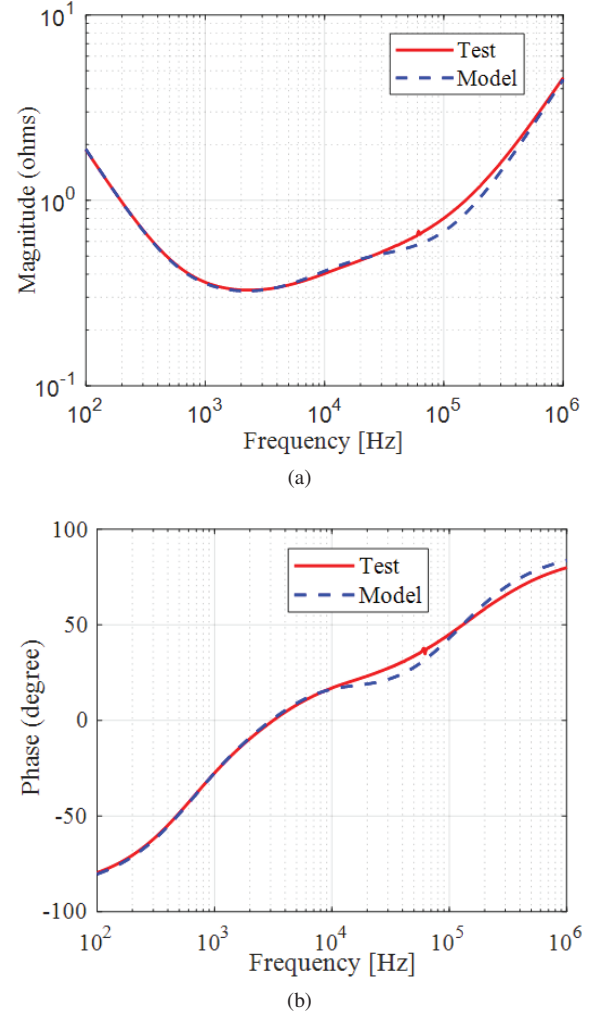 10^1
Test
Model
Magnitude (ohms)
10^0
10^-1
10^2 10^3 10^4 10^5 10^6
Frequency [Hz]
(a)
100
Test
Model
50
Phase (degree)
0
-50
-100
10^2 10^3 10^4 10^5 10^6
Frequency [Hz]
(b)